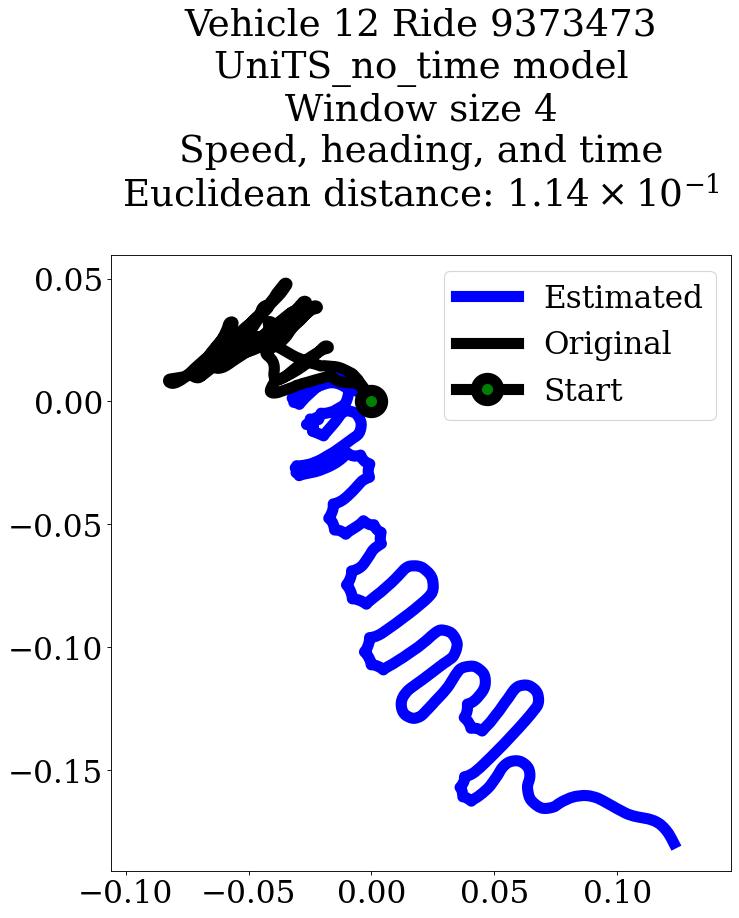 Vehicle 12 Ride 9373473
UniTS_no_time model
Window size 4
Speed, heading, and time
Euclidean distance: 1.14 × 10⁻¹
Estimated
Original
Start
0.05
0.00
−0.05
−0.10
−0.15
−0.10 −0.05 0.00 0.05 0.10